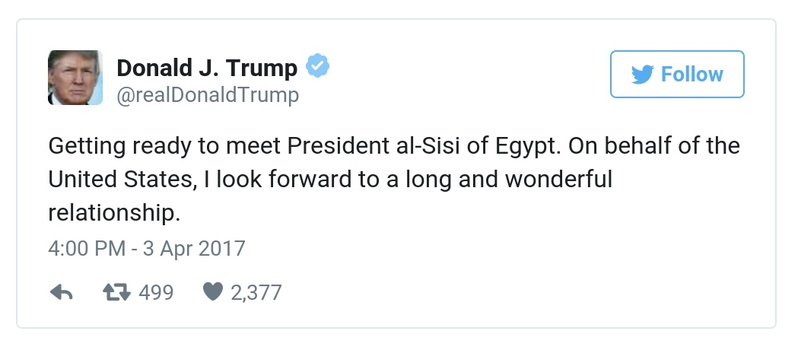 Donald J. Trump
@realDonaldTrump
Follow
Getting ready to meet President al-Sisi of Egypt. On behalf of the
United States, I look forward to a long and wonderful
relationship.
4:00 PM - 3 Apr 2017
499 2,377